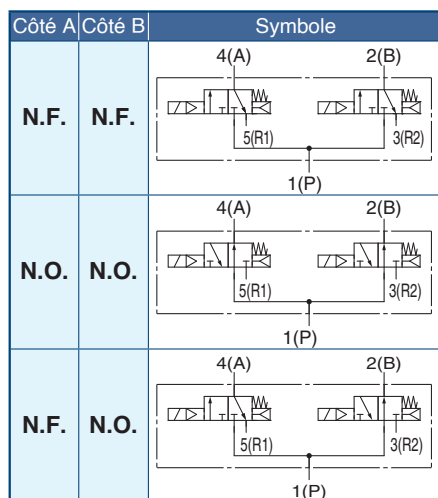 Côté A Côté B Symbole
4(A) 2(B)
N.F. N.F.
5(R1) 3(R2)
1(P)
4(A) 2(B)
N.O. N.O.
5(R1) 3(R2)
1(P)
4(A) 2(B)
N.F. N.O.
5(R1) 3(R2)
1(P)